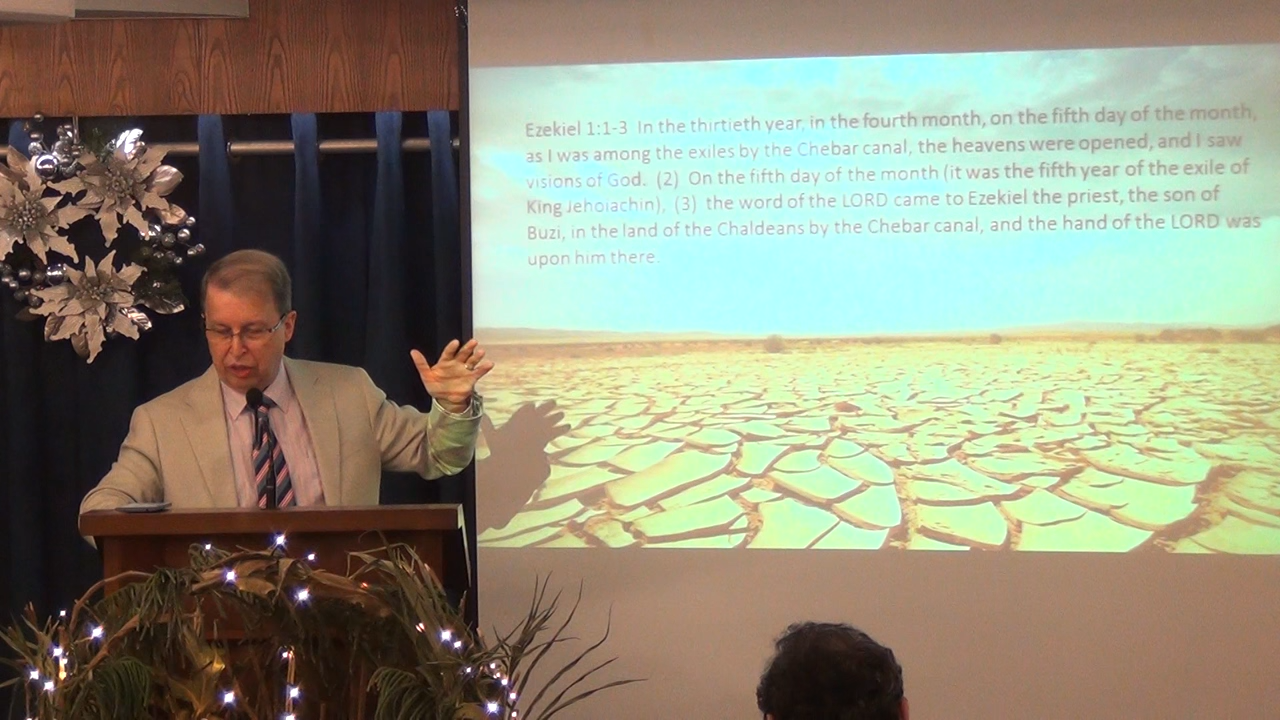 Ezekiel 1:1-3 In the thirtieth year, in the fourth month, on the fifth day of the month,
as I was among the exiles by the Chebar canal, the heavens were opened, and I saw
visions of God. (2) On the fifth day of the month (it was the fifth year of the exile of
King Jehoiachin), (3) the word of the LORD came to Ezekiel the priest, the son of
Buzi, in the land of the Chaldeans by the Chebar canal, and the hand of the LORD was
upon him there.